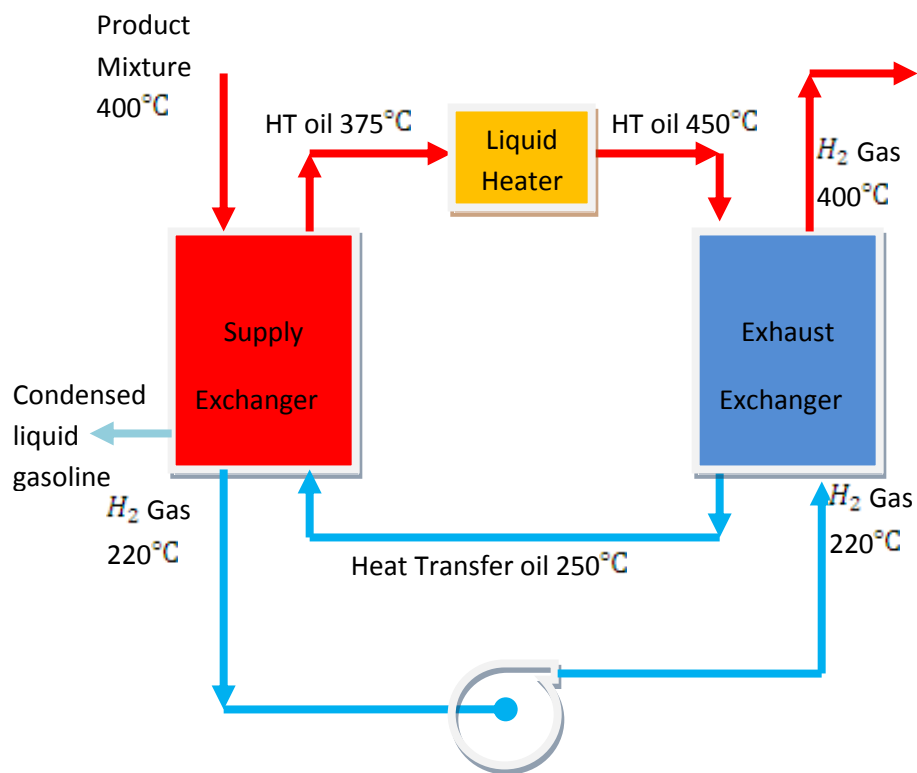 Product
Mixture
400℃
HT oil 375℃
Liquid
Heater
HT oil 450℃
H₂ Gas
400℃
Supply
Exchanger
Exhaust
Exchanger
Condensed
liquid
gasoline
H₂ Gas
220℃
Heat Transfer oil 250℃
H₂ Gas
220℃